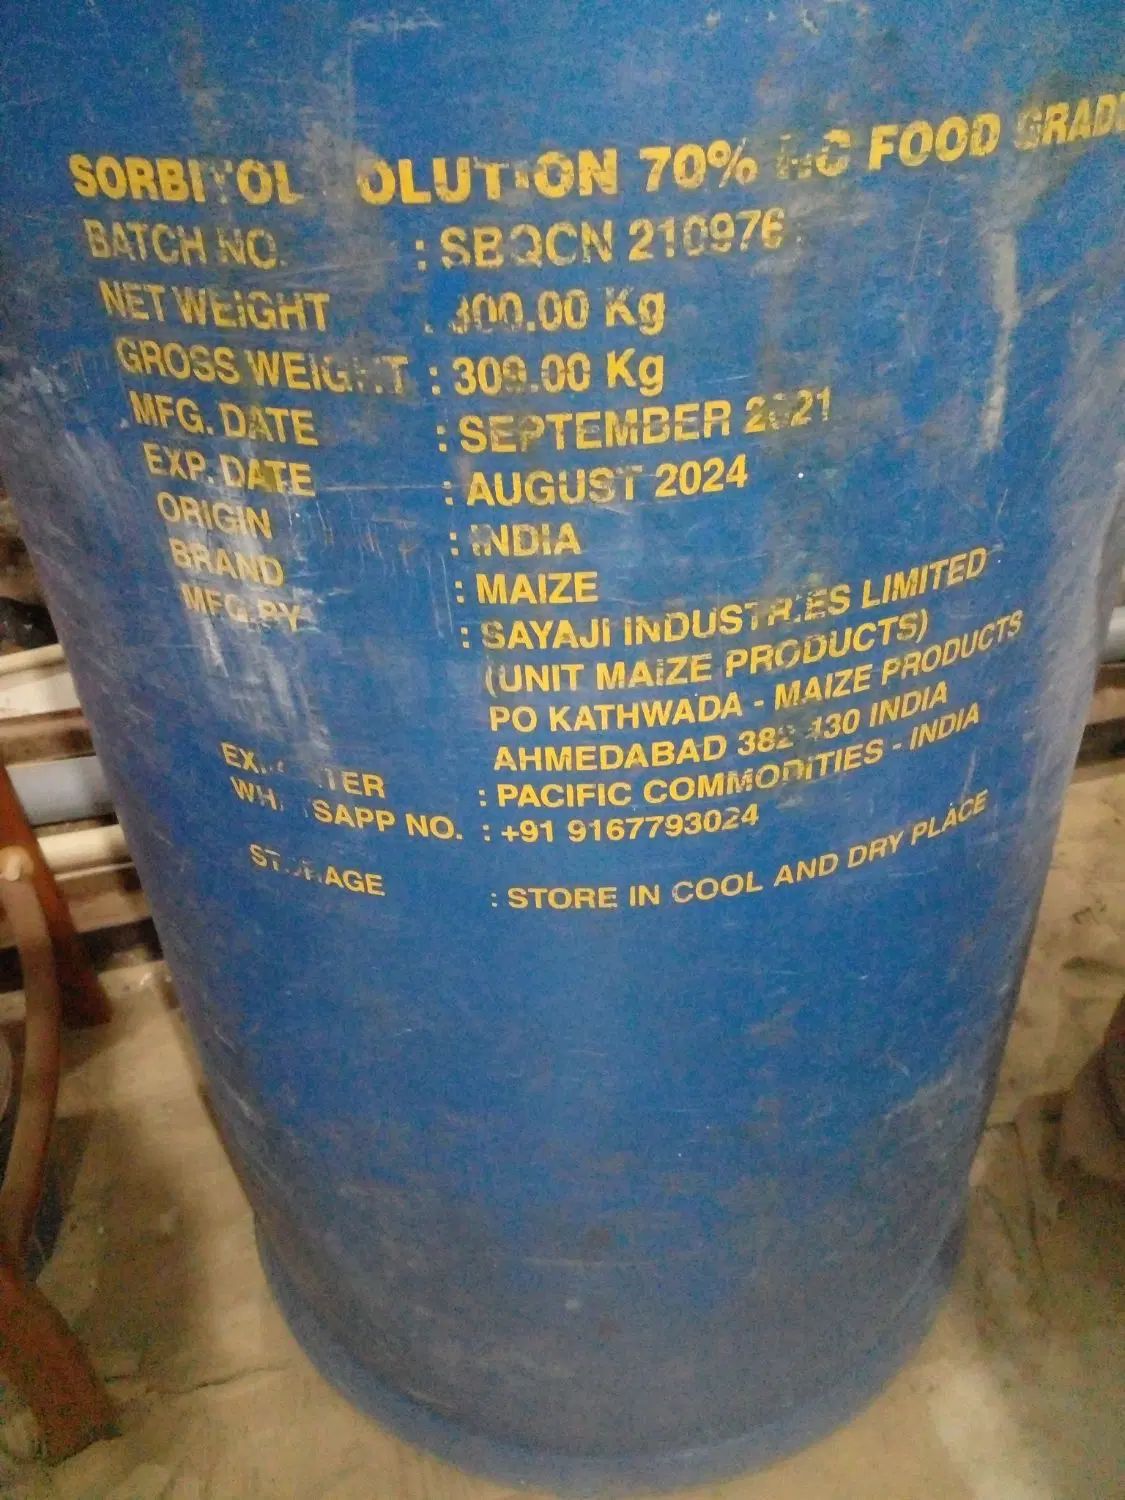 SORBITOL SOLUTION 70% NC FOOD GRADE
BATCH NO. : SBQCN 210976
NET WEIGHT : 300.00 Kg
GROSS WEIGHT : 309.00 Kg
MFG. DATE : SEPTEMBER 2021
EXP. DATE : AUGUST 2024
ORIGIN : INDIA
BRAND : MAIZE
MFG.BY : SAYAJI INDUSTRIES LIMITED
(UNIT MAIZE PRODUCTS)
PO KATHWADA - MAIZE PRODUCTS
AHMEDABAD 382 430 INDIA
EXPORTER : PACIFIC COMMODITIES - INDIA
WHATSAPP NO. : +91 9167793024
STORAGE : STORE IN COOL AND DRY PLACE